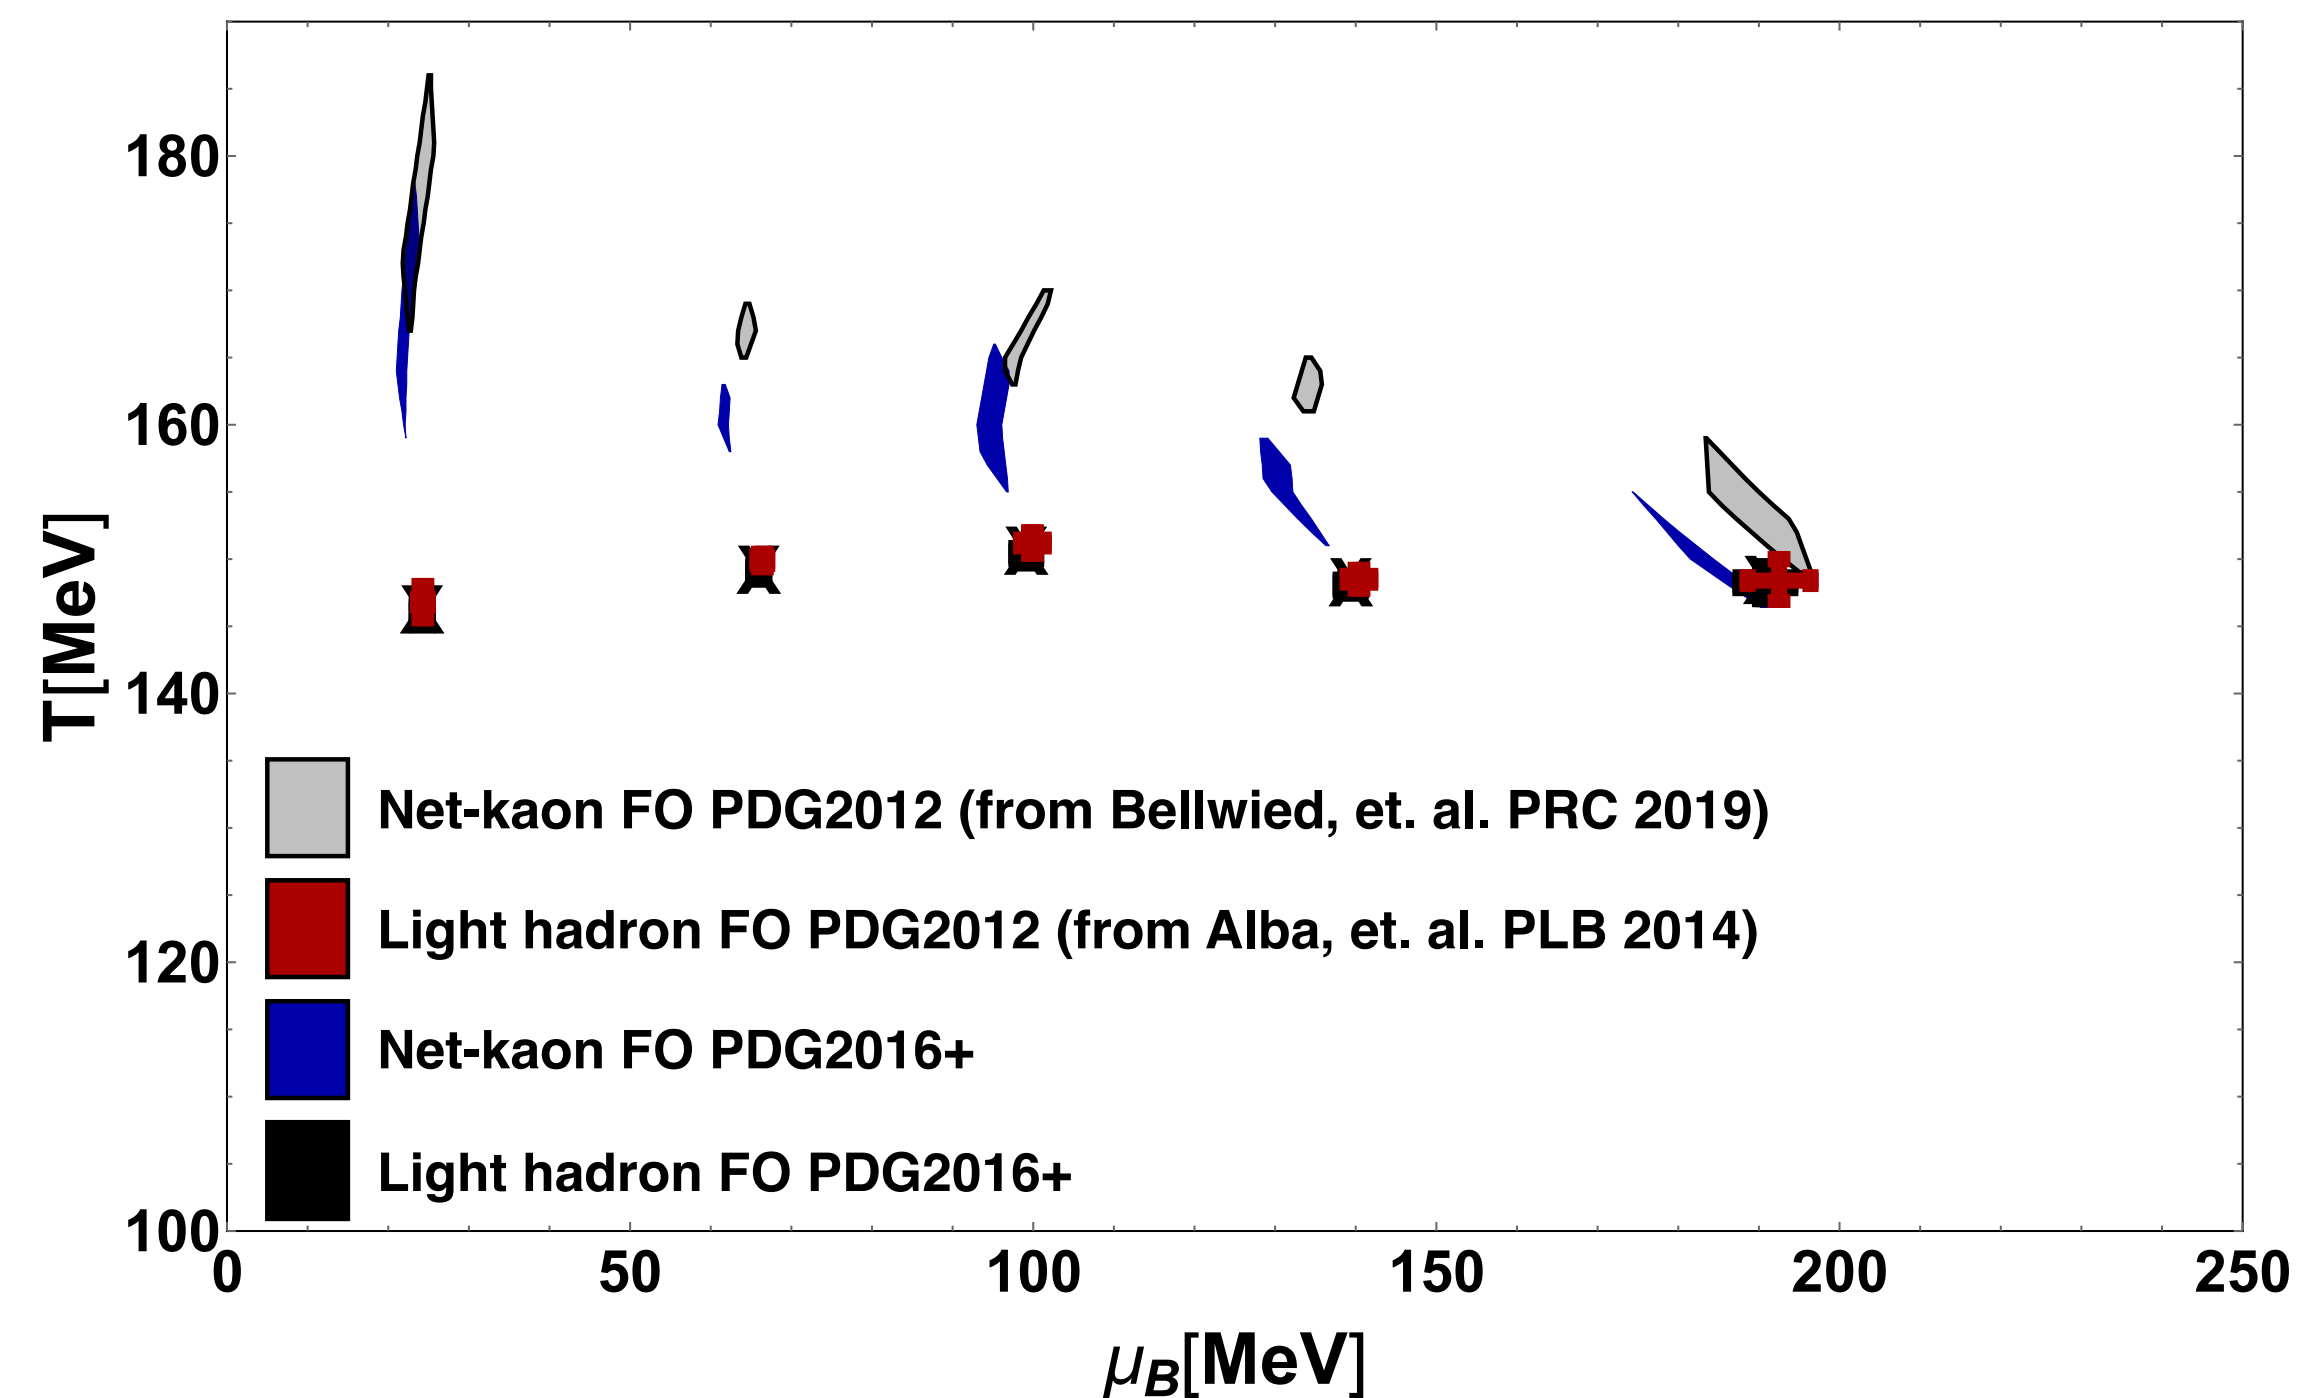 180
160
140
120
100
T[MeV]
Net-kaon FO PDG2012 (from Bellwied, et. al. PRC 2019)
Light hadron FO PDG2012 (from Alba, et. al. PLB 2014)
Net-kaon FO PDG2016+
Light hadron FO PDG2016+
0 50 100 150 200 250
μB[MeV]